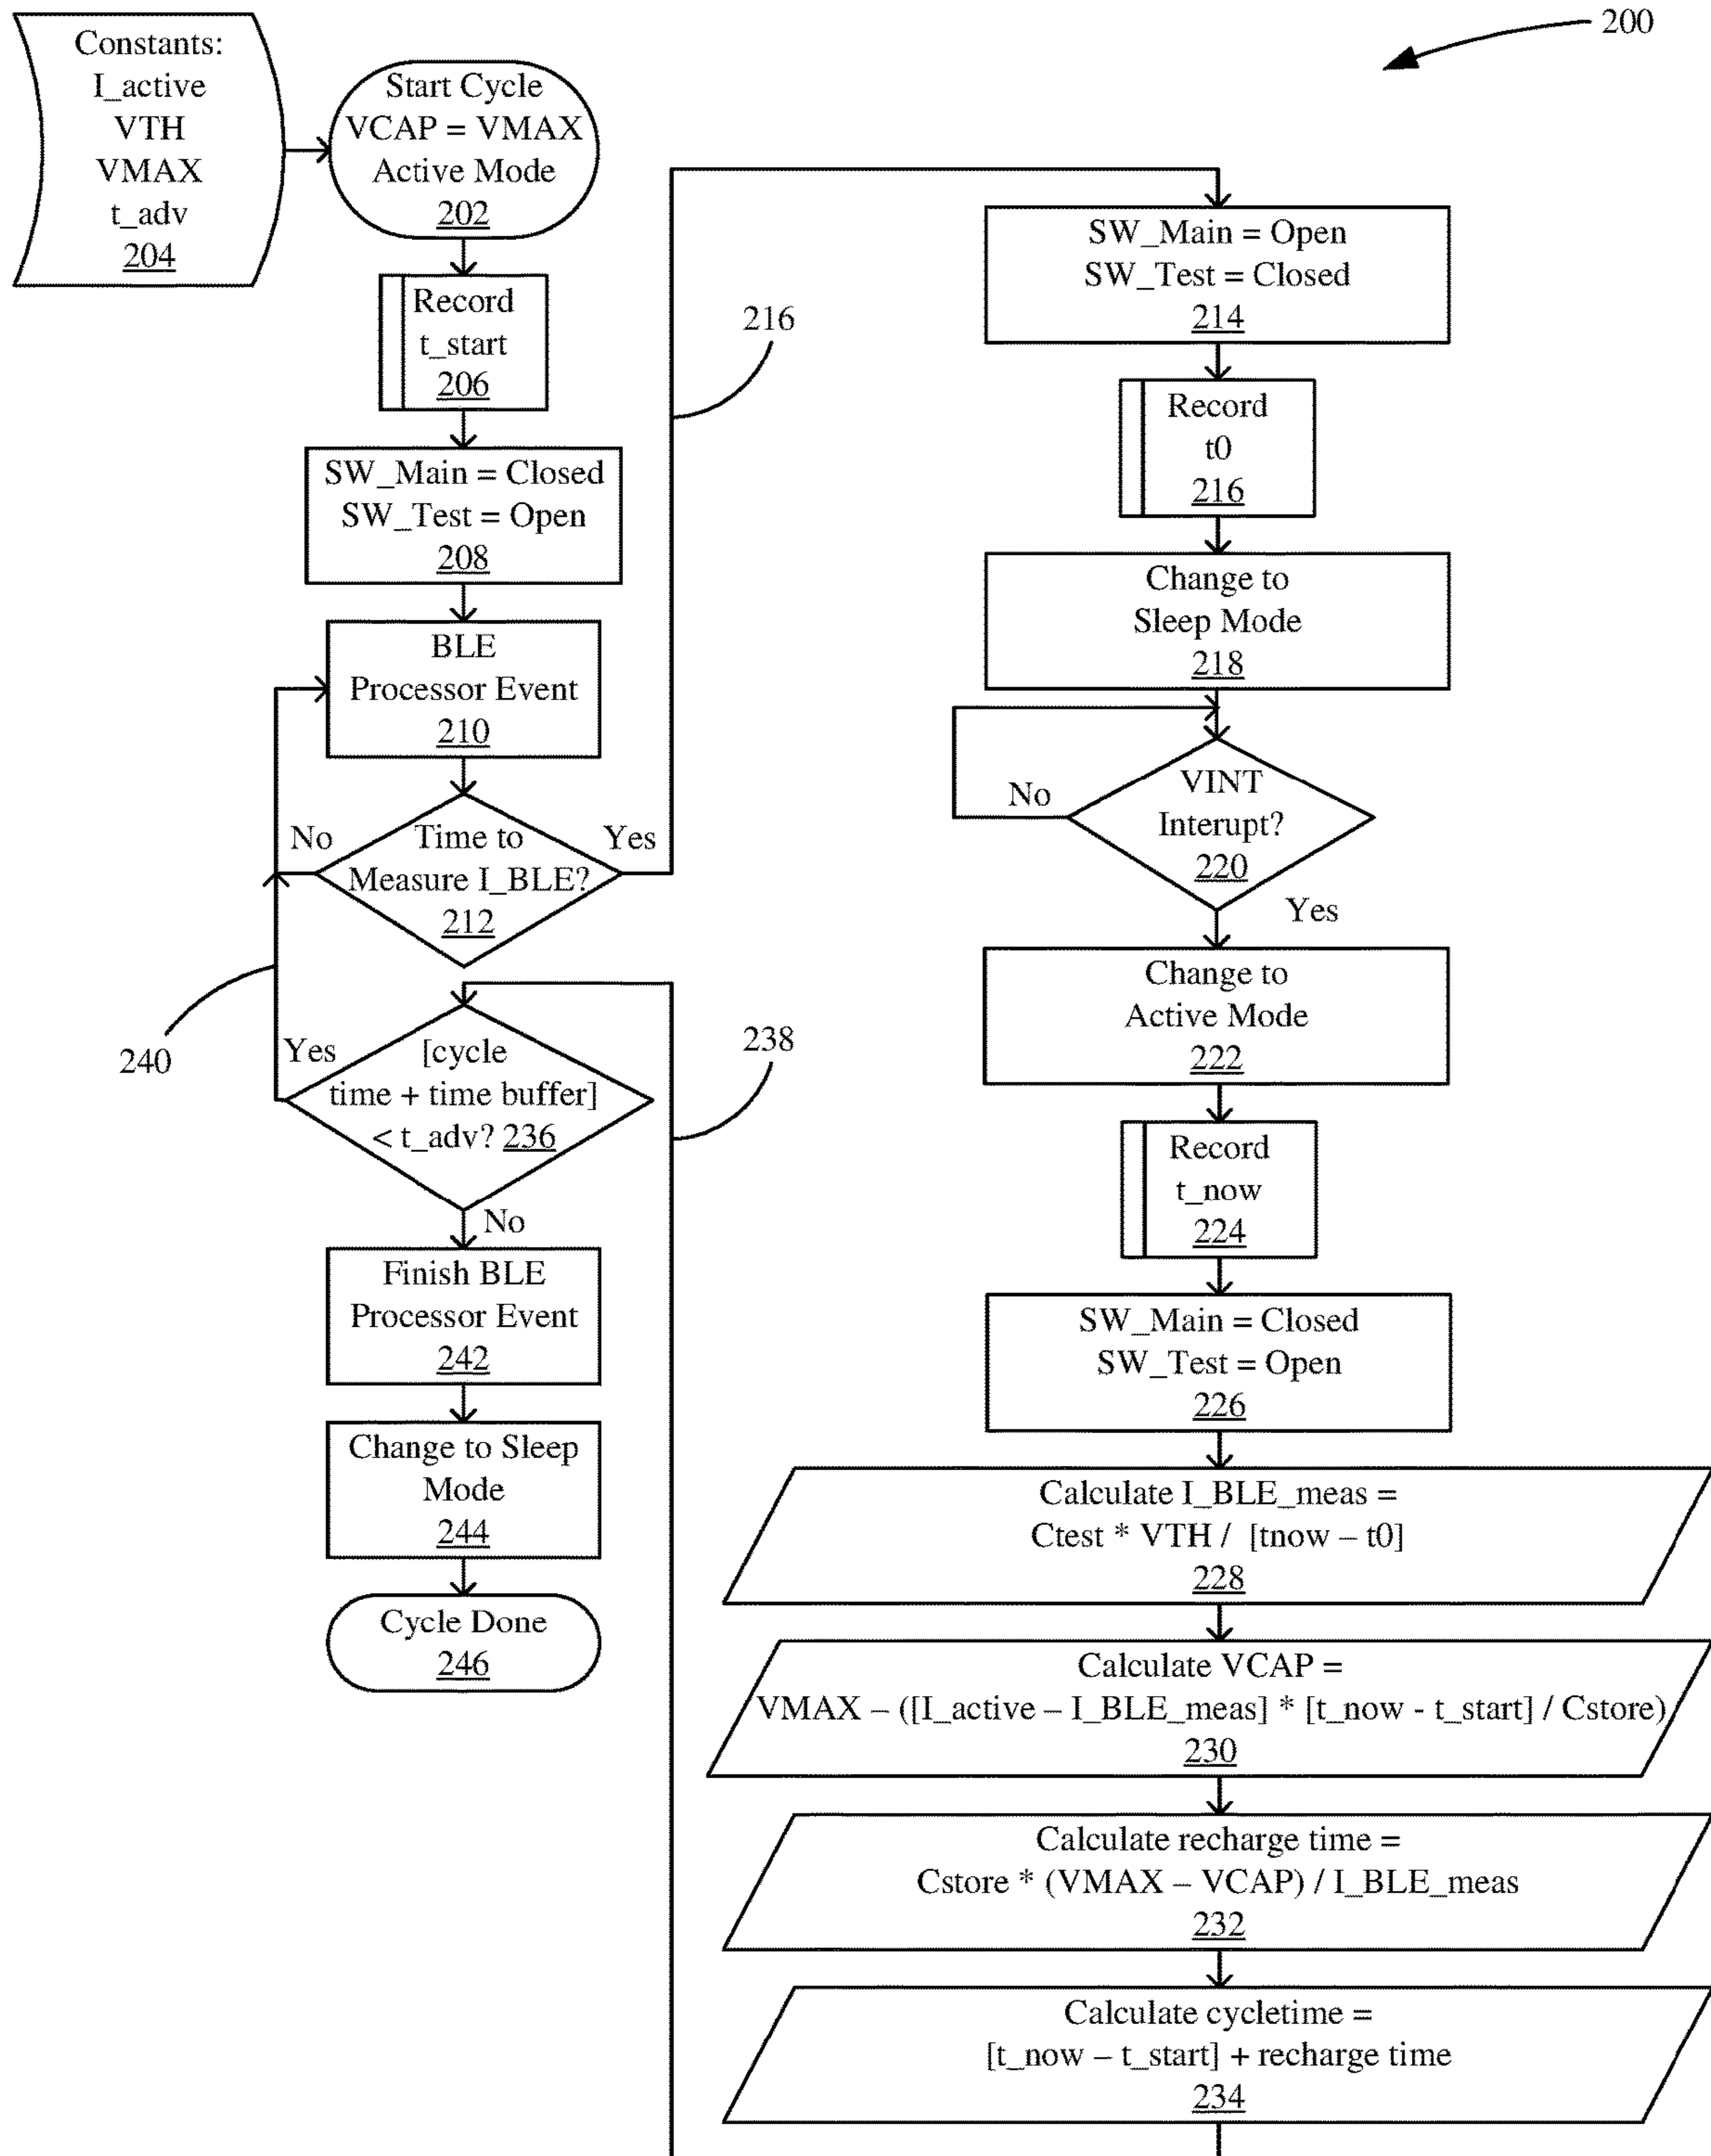 200
Constants:
I_active
VTH
VMAX
t_adv
204
Start Cycle
VCAP = VMAX
Active Mode
202
Record
t_start
206
SW_Main = Closed
SW_Test = Open
208
BLE
Processor Event
210
No
Time to
Measure I_BLE?
212
Yes
216
240
Yes
[cycle
time + time buffer]
< t_adv? 236
238
No
Finish BLE
Processor Event
242
Change to Sleep
Mode
244
Cycle Done
246
SW_Main = Open
SW_Test = Closed
214
Record
t0
216
Change to
Sleep Mode
218
No
VINT
Interupt?
220
Yes
Change to
Active Mode
222
Record
t_now
224
SW_Main = Closed
SW_Test = Open
226
Calculate I_BLE_meas =
Ctest * VTH / [tnow – t0]
228
Calculate VCAP =
VMAX – ([I_active – I_BLE_meas] * [t_now - t_start] / Cstore)
230
Calculate recharge time =
Cstore * (VMAX – VCAP) / I_BLE_meas
232
Calculate cycletime =
[t_now – t_start] + recharge time
234